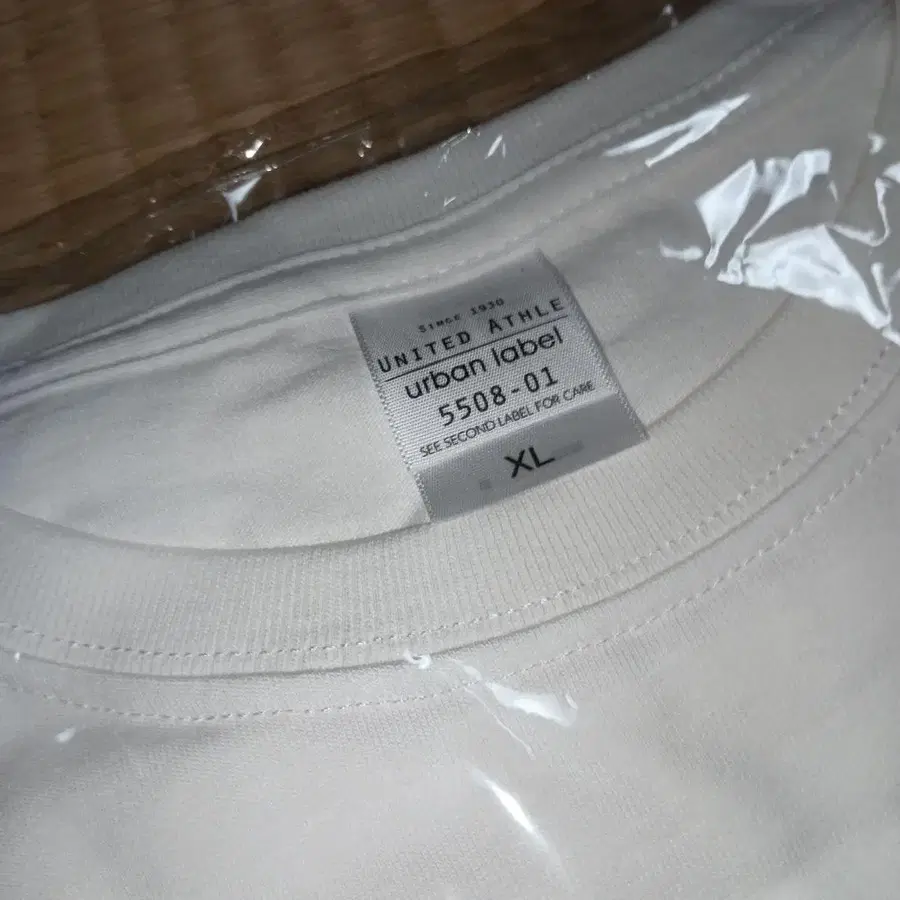 SINCE 1930
UNITED ATHLE
urban label
5508-01
SEE SECOND LABEL FOR CARE
XL